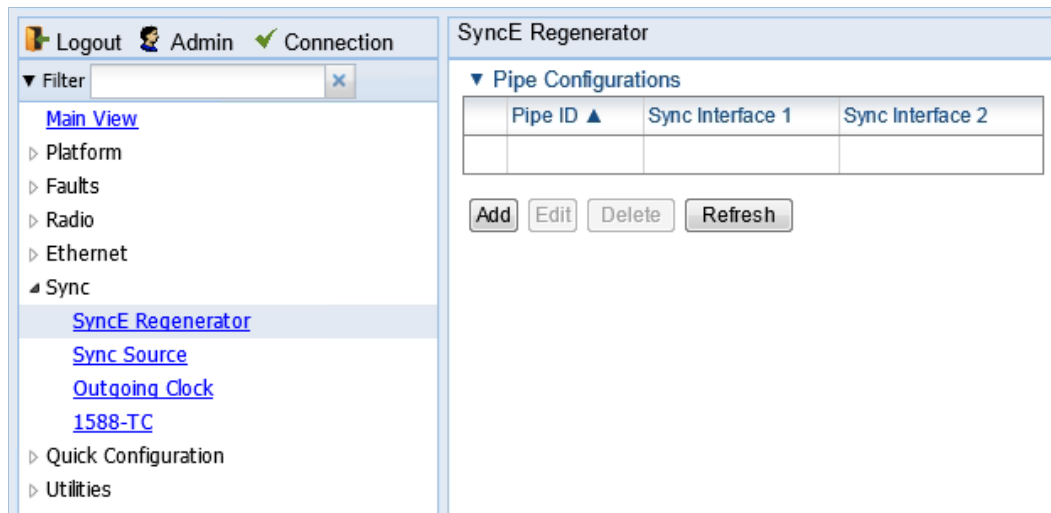 Logout Admin Connection
Filter
Main View
Platform
Faults
Radio
Ethernet
Sync
SyncE Regenerator
Sync Source
Outgoing Clock
1588-TC
Quick Configuration
Utilities
SyncE Regenerator
Pipe Configurations
Pipe ID ▲ Sync Interface 1 Sync Interface 2
Add Edit Delete Refresh